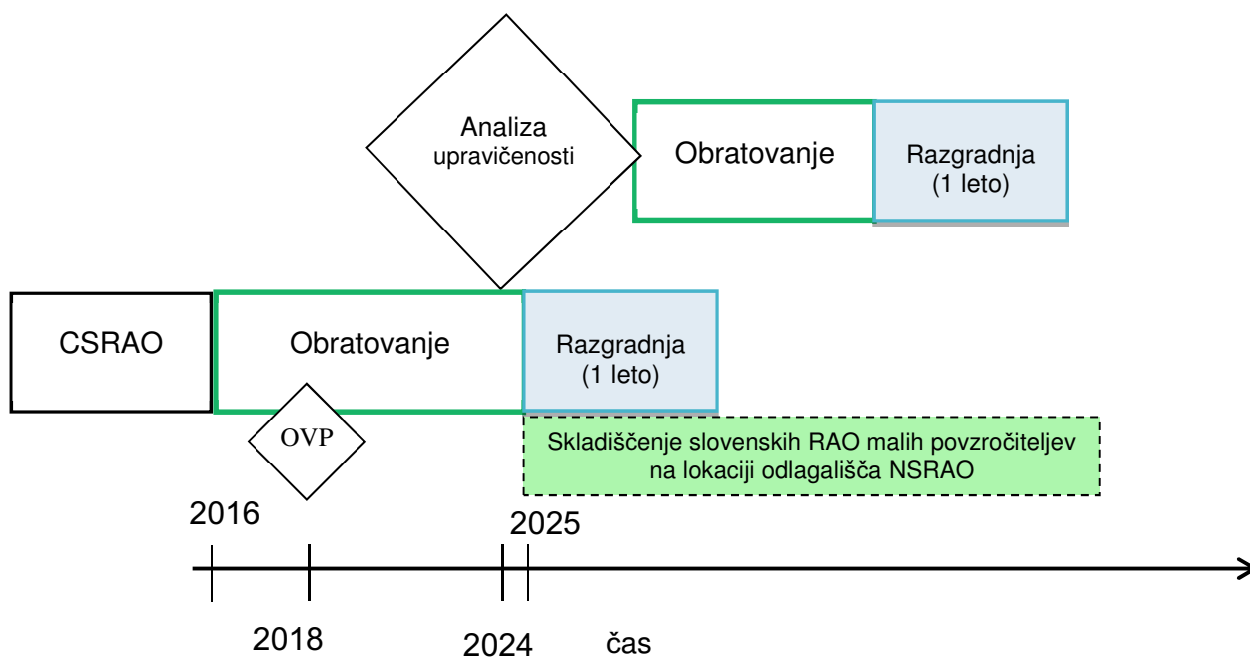 Analiza
upravičenosti
Obratovanje
Razgradnja
(1 leto)
CSRAO
Obratovanje
Razgradnja
(1 leto)
OVP
Skladiščenje slovenskih RAO malih povzročiteljev
na lokaciji odlagališča NSRAO
2016
2025
2018
2024
čas